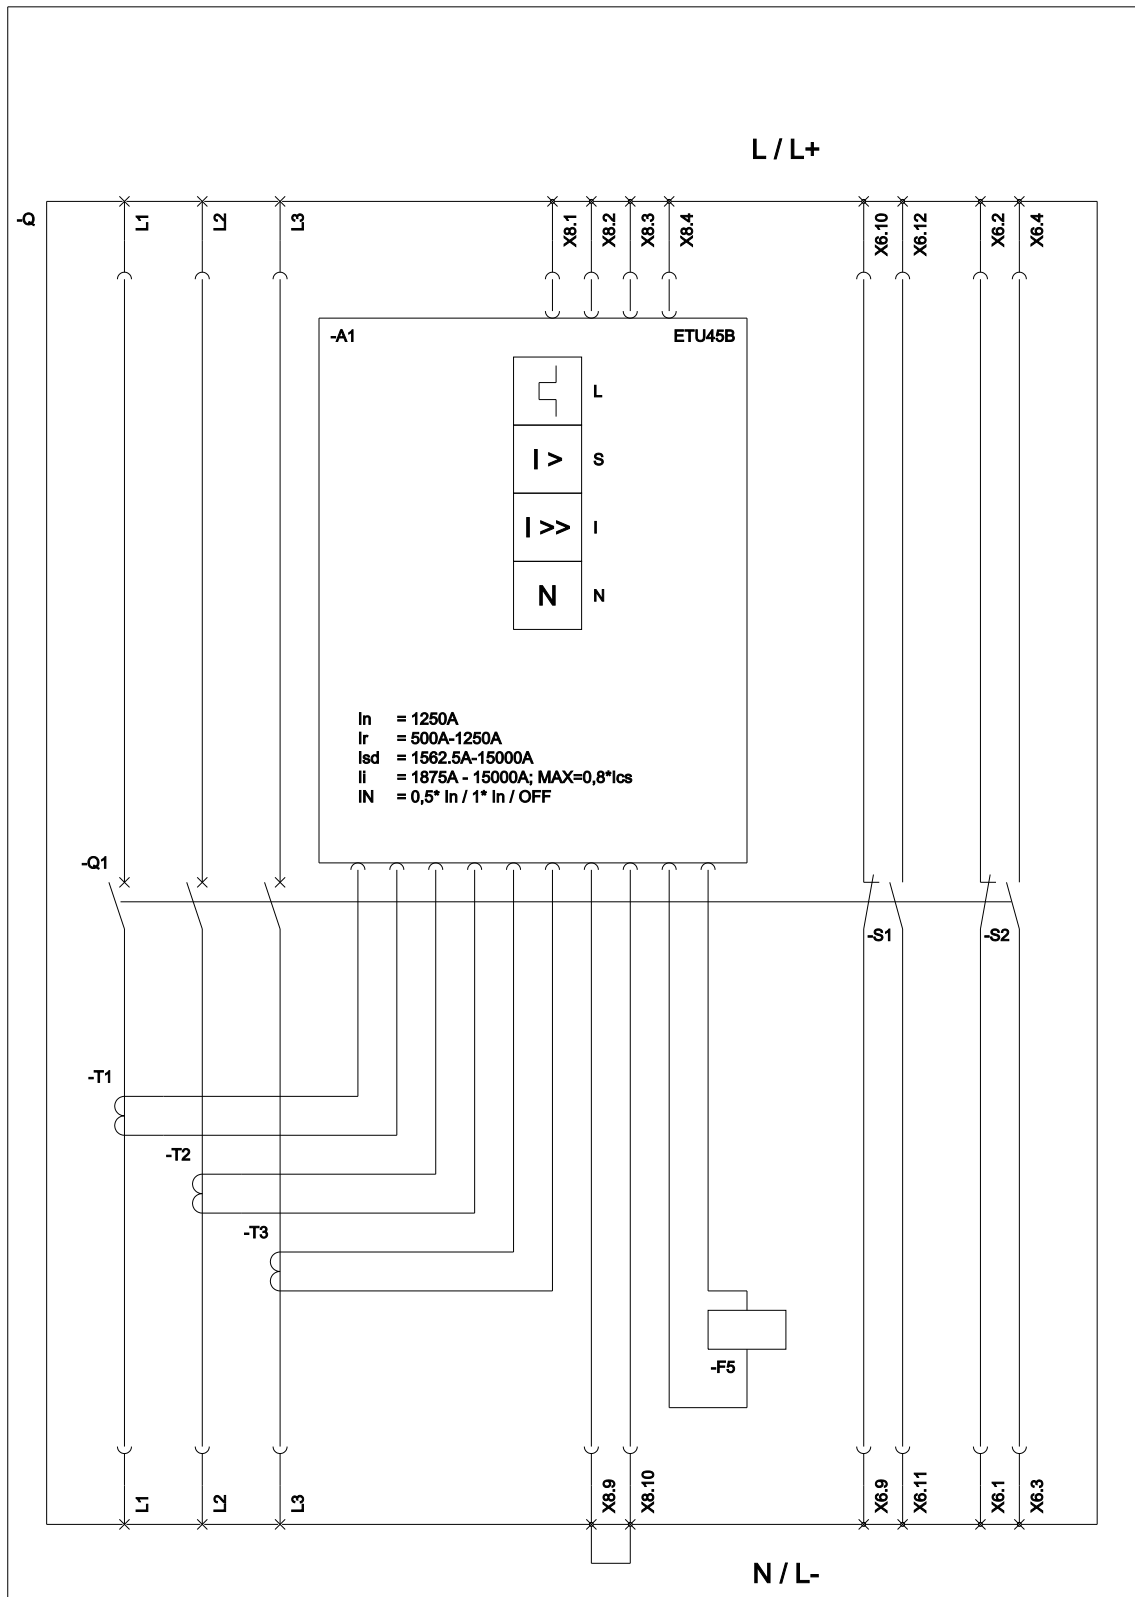 L / L+
-Q
L1
L2
L3
X8.1
X8.2
X8.3
X8.4
X6.10
X6.12
X6.2
X6.4
-A1
ETU45B
L
I >
S
I >>
I
N
N
In = 1250A
Ir = 500A-1250A
Isd = 1562.5A-15000A
Ii = 1875A - 15000A; MAX=0,8*Ics
IN = 0,5* In / 1* In / OFF
-Q1
-S1
-S2
-T1
-T2
-T3
-F5
L1
L2
L3
X8.9
X8.10
X6.9
X6.11
X6.1
X6.3
N / L-